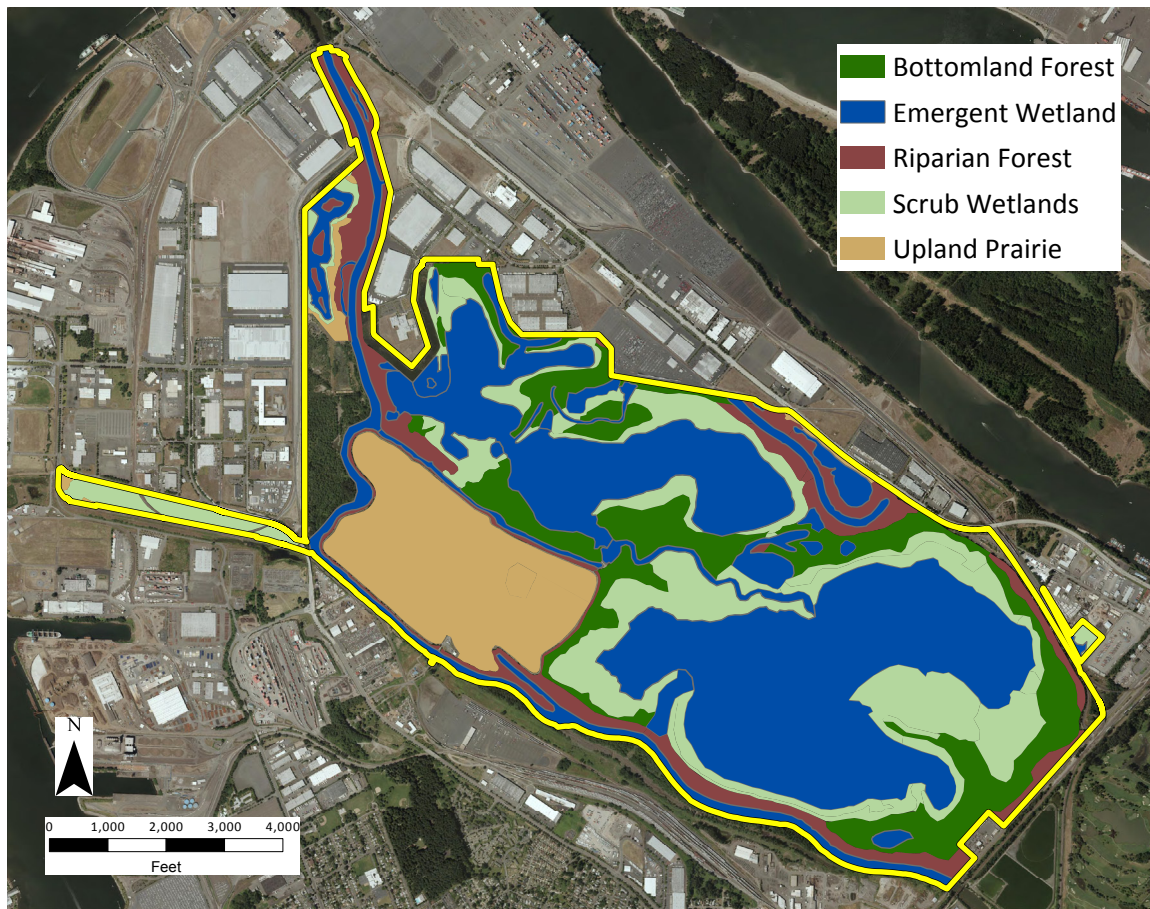 Bottomland Forest
Emergent Wetland
Riparian Forest
Scrub Wetlands
Upland Prairie
N
0 1,000 2,000 3,000 4,000
Feet